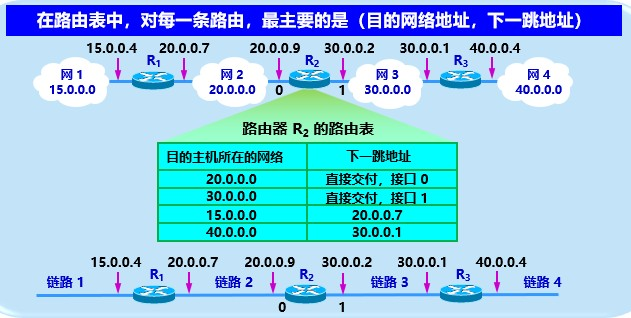 在路由表中，对每一条路由，最主要的是（目的网络地址，下一跳地址）
15.0.0.4 20.0.0.7 20.0.0.9 30.0.0.2 30.0.0.1 40.0.0.4
R1 R2 R3
网 1 网 2 网 3 网 4
15.0.0.0 20.0.0.0 30.0.0.0 40.0.0.0
0 1
路由器 R2 的路由表
目的主机所在的网络 下一跳地址
20.0.0.0 直接交付，接口 0
30.0.0.0 直接交付，接口 1
15.0.0.0 20.0.0.7
40.0.0.0 30.0.0.1
15.0.0.4 20.0.0.7 20.0.0.9 30.0.0.2 30.0.0.1 40.0.0.4
链路 1 R1 链路 2 R2 链路 3 R3 链路 4
0 1